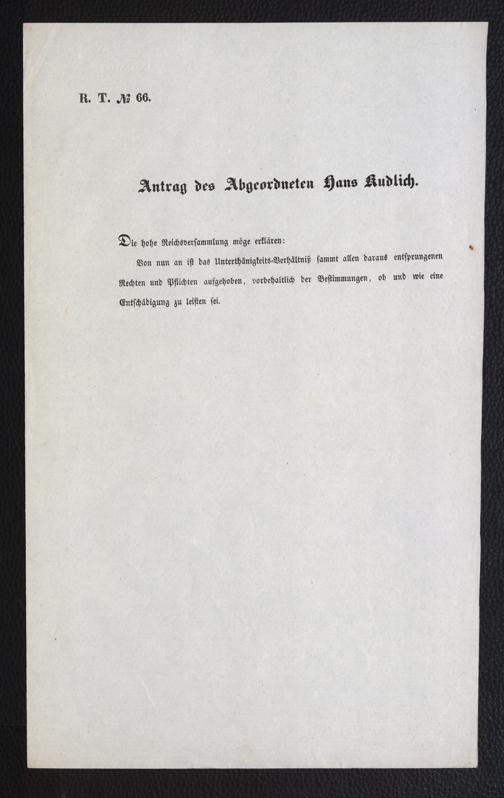 R. T. № 66.
Antrag des Abgeordneten Hans Kudlich.
Die hohe Reichsversammlung möge erklären:
Von nun an ist das Unterthänigkeits-Verhältniß sammt allen daraus entsprungenen
Rechten und Pflichten aufgehoben, vorbehaltlich der Bestimmungen, ob und wie eine
Entschädigung zu leisten sei.